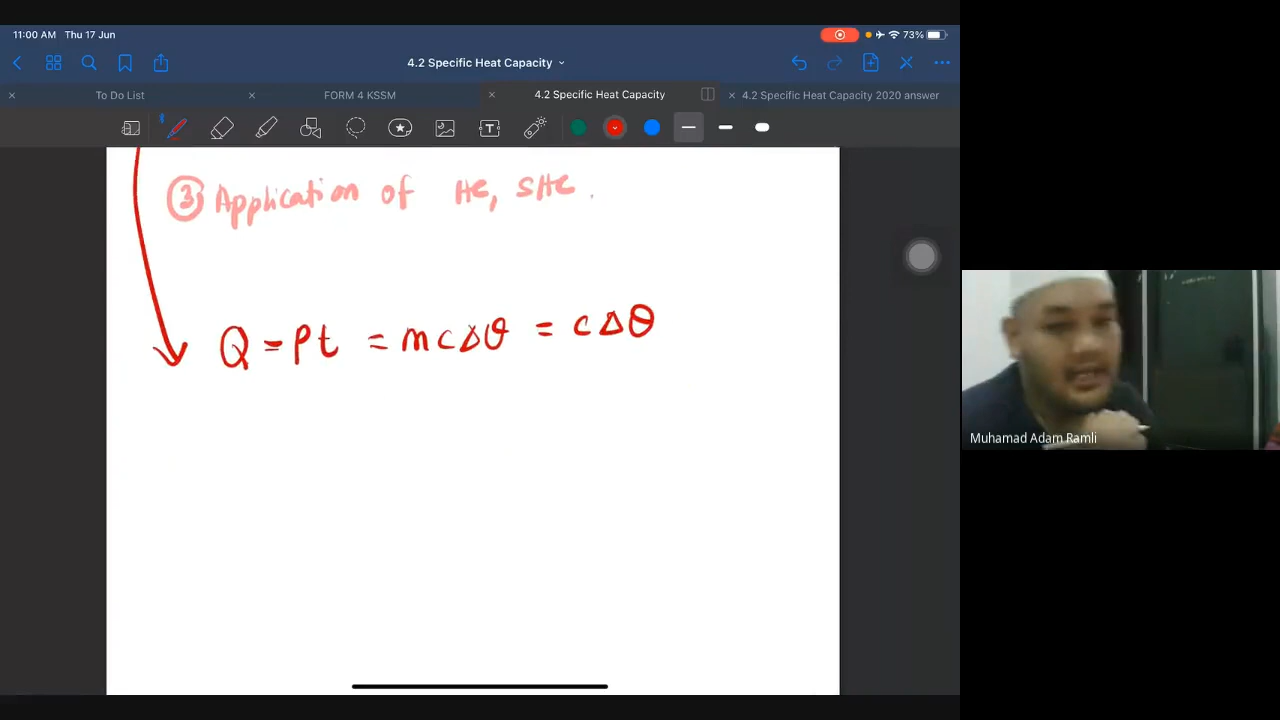 11:00 AM Thu 17 Jun
73%
4.2 Specific Heat Capacity
To Do List
FORM 4 KSSM
4.2 Specific Heat Capacity
4.2 Specific Heat Capacity 2020 answer
③ Application of HC, SHC.
Q = Pt = mcΔθ = cΔθ
Muhamad Adam Ramli